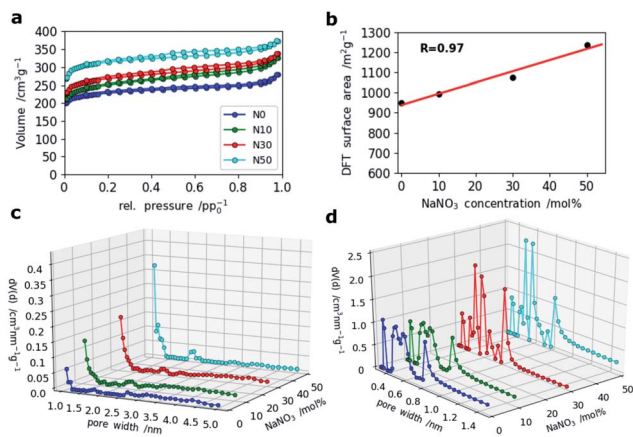 a
400
350
300
250
200
150
100
50
0
Volume /cm³g⁻¹
N0
N10
N30
N50
0.0 0.2 0.4 0.6 0.8 1.0
rel. pressure /pp₀⁻¹
b
1300
1200
1100
1000
900
800
700
600
DFT surface area /m²g⁻¹
R=0.97
0 10 20 30 40 50
NaNO₃ concentration /mol%
c
0.4
0.35
0.3
0.25
0.2
0.15
0.1
0.05
0.0
dV(d) /cm³nm⁻¹g⁻¹
1.0 1.5 2.0 2.5 3.0 3.5 4.0 4.5 5.0
pore width /nm
0 10 20 30 40 50
NaNO₃ /mol%
d
2.5
2.0
1.5
1.0
0.5
0
dV(d) /cm³nm⁻¹g⁻¹
0.4 0.6 0.8 1.0 1.2 1.4
pore width /nm
0 10 20 30 40 50
NaNO₃ /mol%